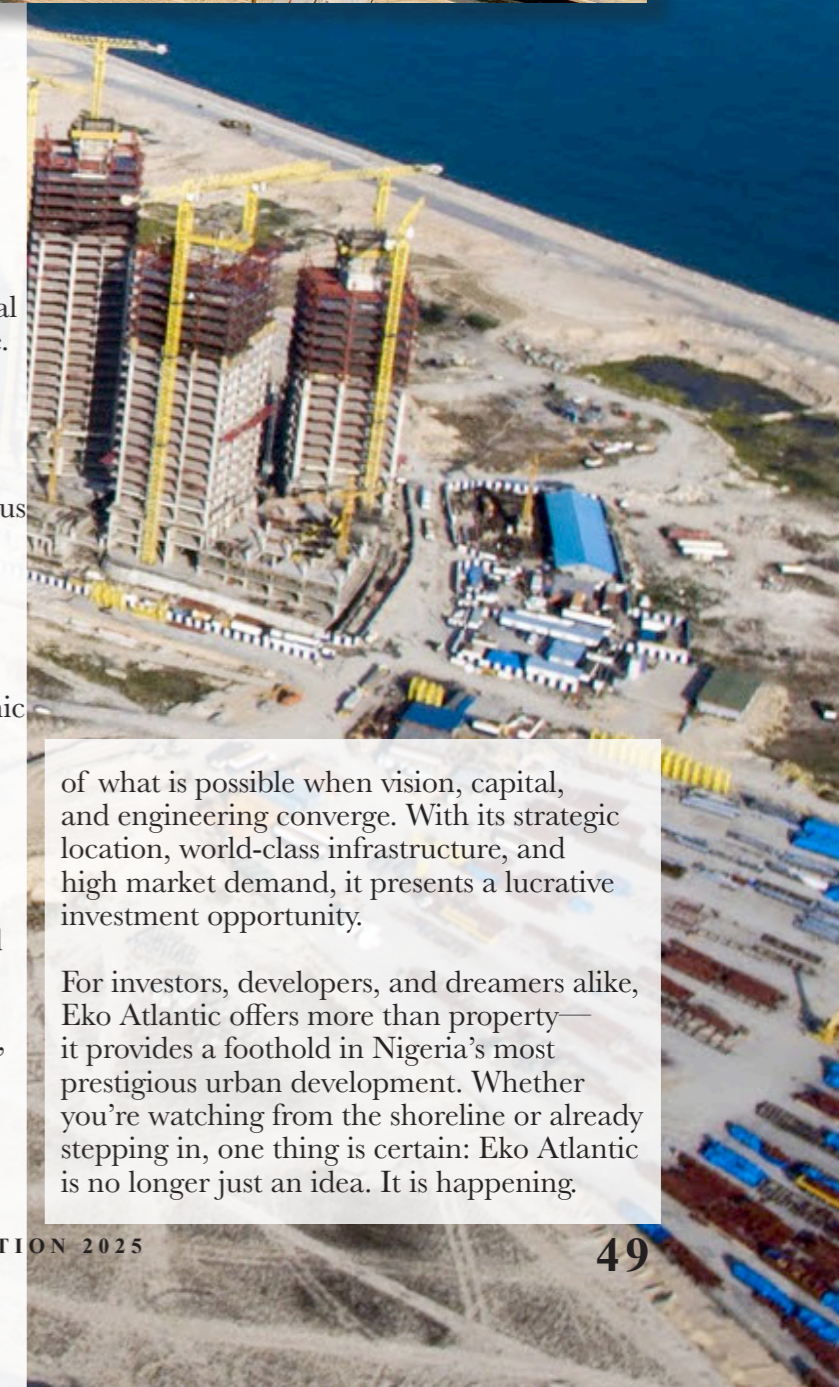 al
us
of what is possible when vision, capital,
and engineering converge. With its strategic
location, world-class infrastructure, and
high market demand, it presents a lucrative
investment opportunity.
For investors, developers, and dreamers alike,
Eko Atlantic offers more than property—
it provides a foothold in Nigeria's most
prestigious urban development. Whether
you're watching from the shoreline or already
stepping in, one thing is certain: Eko Atlantic
is no longer just an idea. It is happening.
TION 2025
49